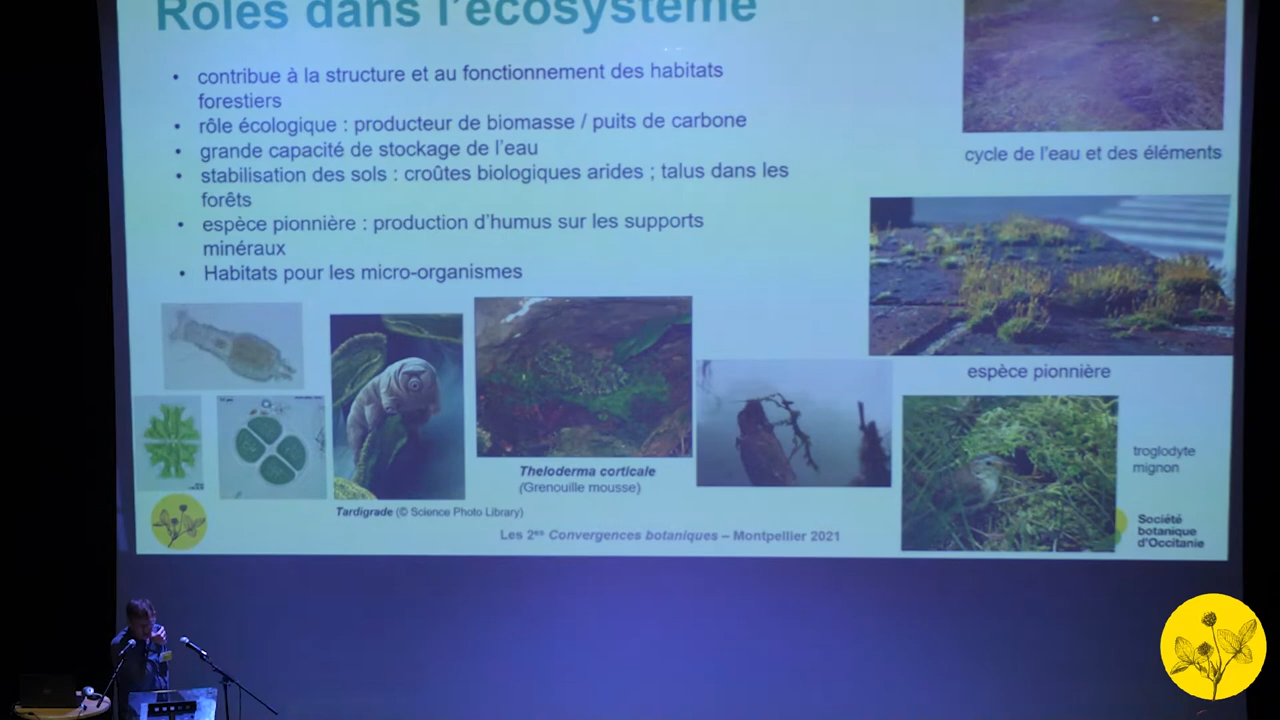 Rôles dans l'écosystème
• contribue à la structure et au fonctionnement des habitats
forestiers
• rôle écologique : producteur de biomasse / puits de carbone
• grande capacité de stockage de l'eau
• stabilisation des sols : croûtes biologiques arides ; talus dans les
forêts
• espèce pionnière : production d'humus sur les supports
minéraux
• Habitats pour les micro-organismes
cycle de l'eau et des éléments
espèce pionnière
Theloderma corticale
(Grenouille mousse)
troglodyte
mignon
Tardigrade (© Science Photo Library)
Les 2es Convergences botaniques – Montpellier 2021
Société
botanique
d'Occitanie